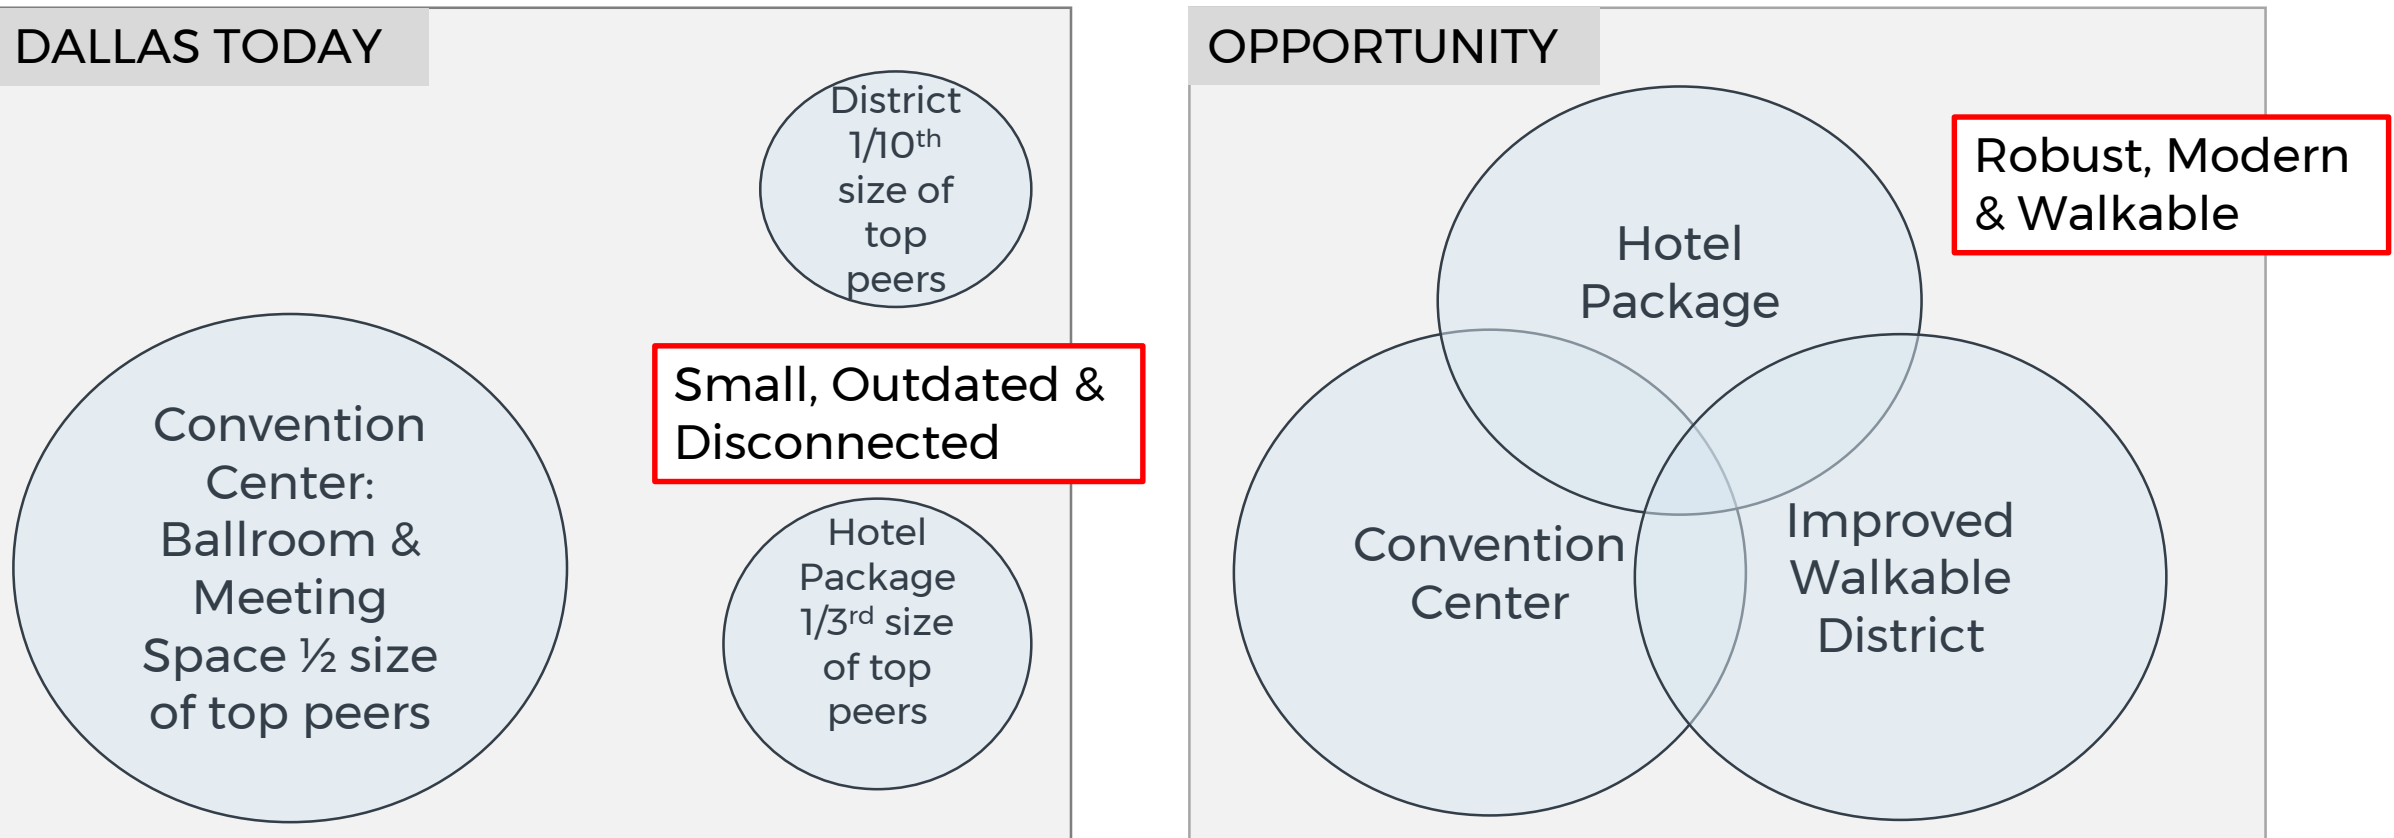 DALLAS TODAY
District
1/10th
size of
top
peers
Small, Outdated &
Disconnected
Convention
Center:
Ballroom &
Meeting
Space ½ size
of top peers
Hotel
Package
1/3rd size
of top
peers
OPPORTUNITY
Robust, Modern
& Walkable
Hotel
Package
Convention
Center
Improved
Walkable
District